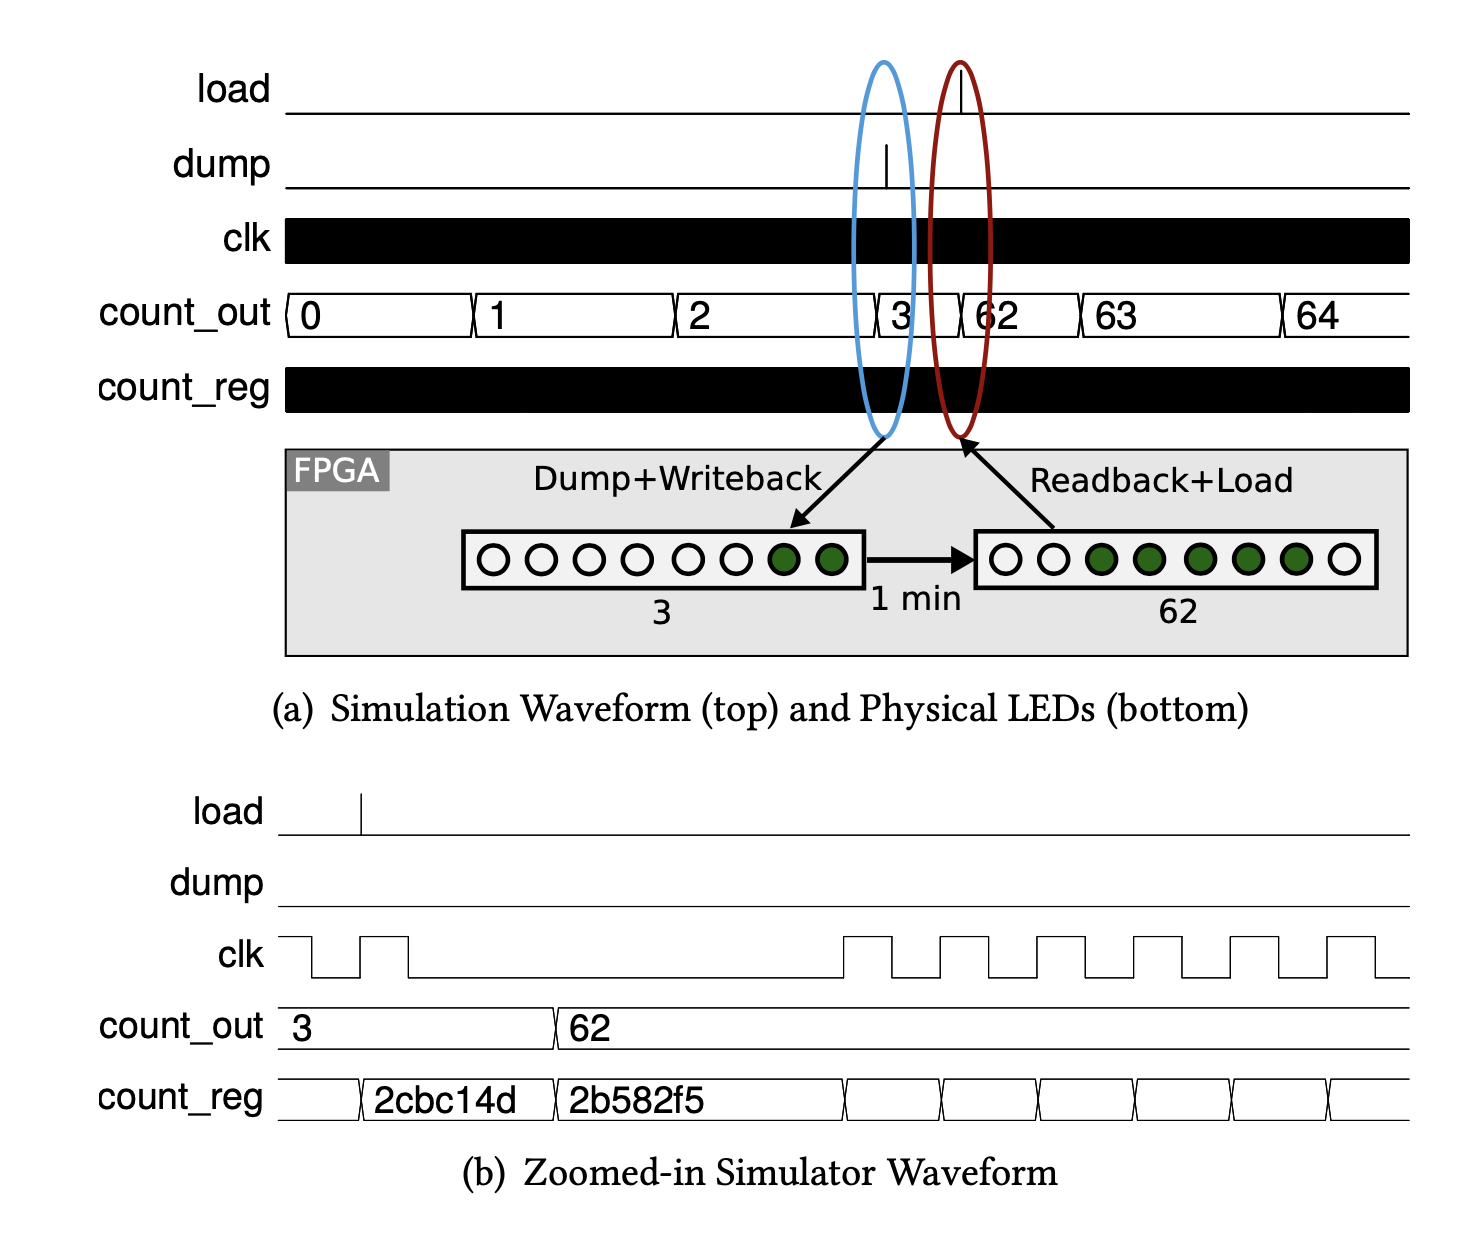 load
dump
clk
count_out 0 1 2 3 62 63 64
count_reg
FPGA
Dump+Writeback Readback+Load
1 min
3 62
(a) Simulation Waveform (top) and Physical LEDs (bottom)
load
dump
clk
count_out 3 62
count_reg 2cbc14d 2b582f5
(b) Zoomed-in Simulator Waveform